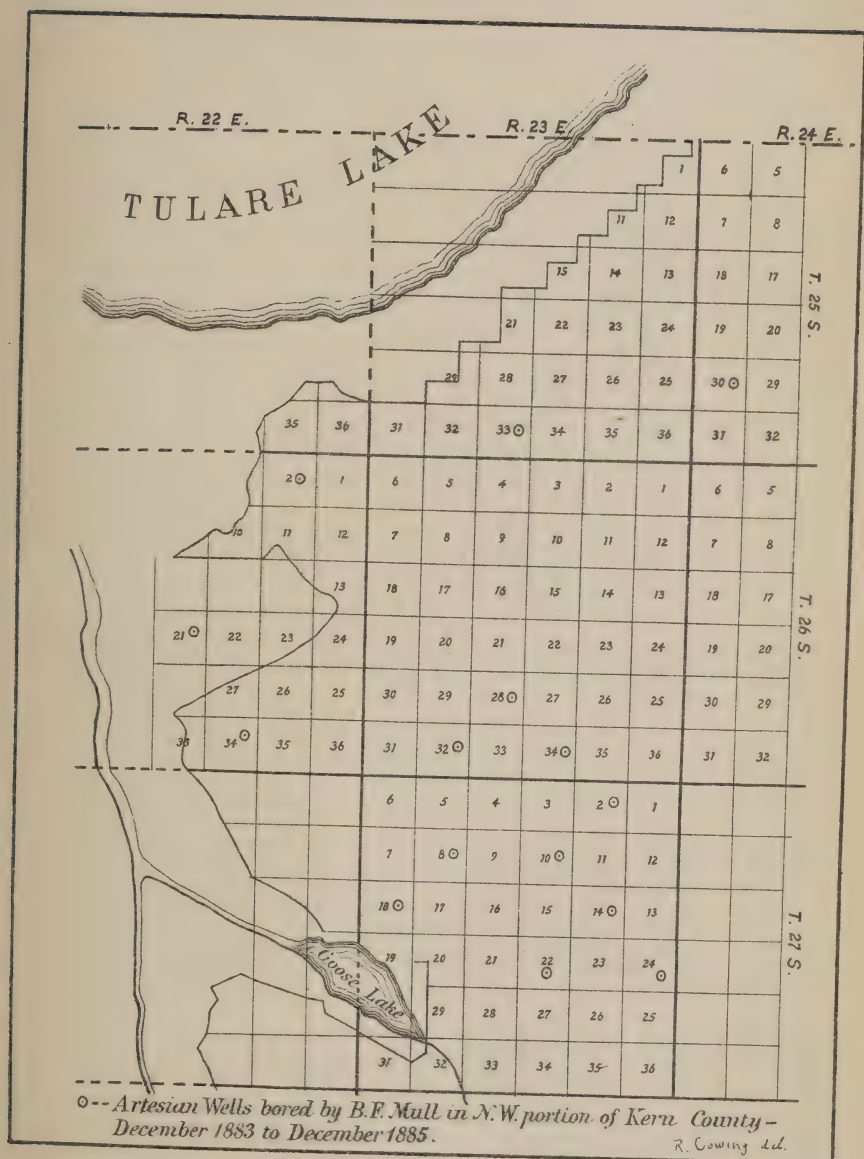 R. 22 E. R. 23 E R. 24 E.
TULARE LAKE
1 6 5
11 12 7 8
15 14 13 18 17
T. 25 S.
21 22 23 24 19 20
29 28 27 26 25 30 29
35 36 31 32 33 34 35 36 31 32
2 1 6 5 4 3 2 1 6 5
10 11 12 7 8 9 10 11 12 7 8
13 18 17 16 15 14 13 18 17
T. 26 S.
21 22 23 24 19 20 21 22 23 24 19 20
27 26 25 30 29 28 27 26 25 30 29
33 34 35 36 31 32 33 34 35 36 31 32
6 5 4 3 2 1
7 8 9 10 11 12
18 17 16 15 14 13
T. 27 S.
19 20 21 22 23 24
Goose Lake
29 28 27 26 25
31 32 33 34 35 36
⊙-- Artesian Wells bored by B.F. Mull in N.W. portion of Kern County –
December 1883 to December 1885.
R. Cowing del.